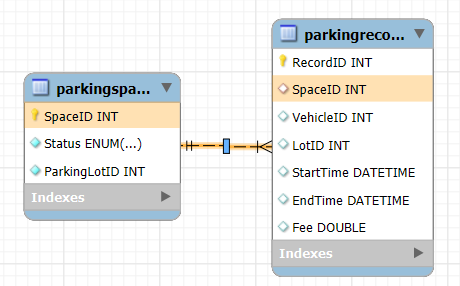 parkingspa...
SpaceID INT
Status ENUM(...)
ParkingLotID INT
Indexes
parkingreco...
RecordID INT
SpaceID INT
VehicleID INT
LotID INT
StartTime DATETIME
EndTime DATETIME
Fee DOUBLE
Indexes